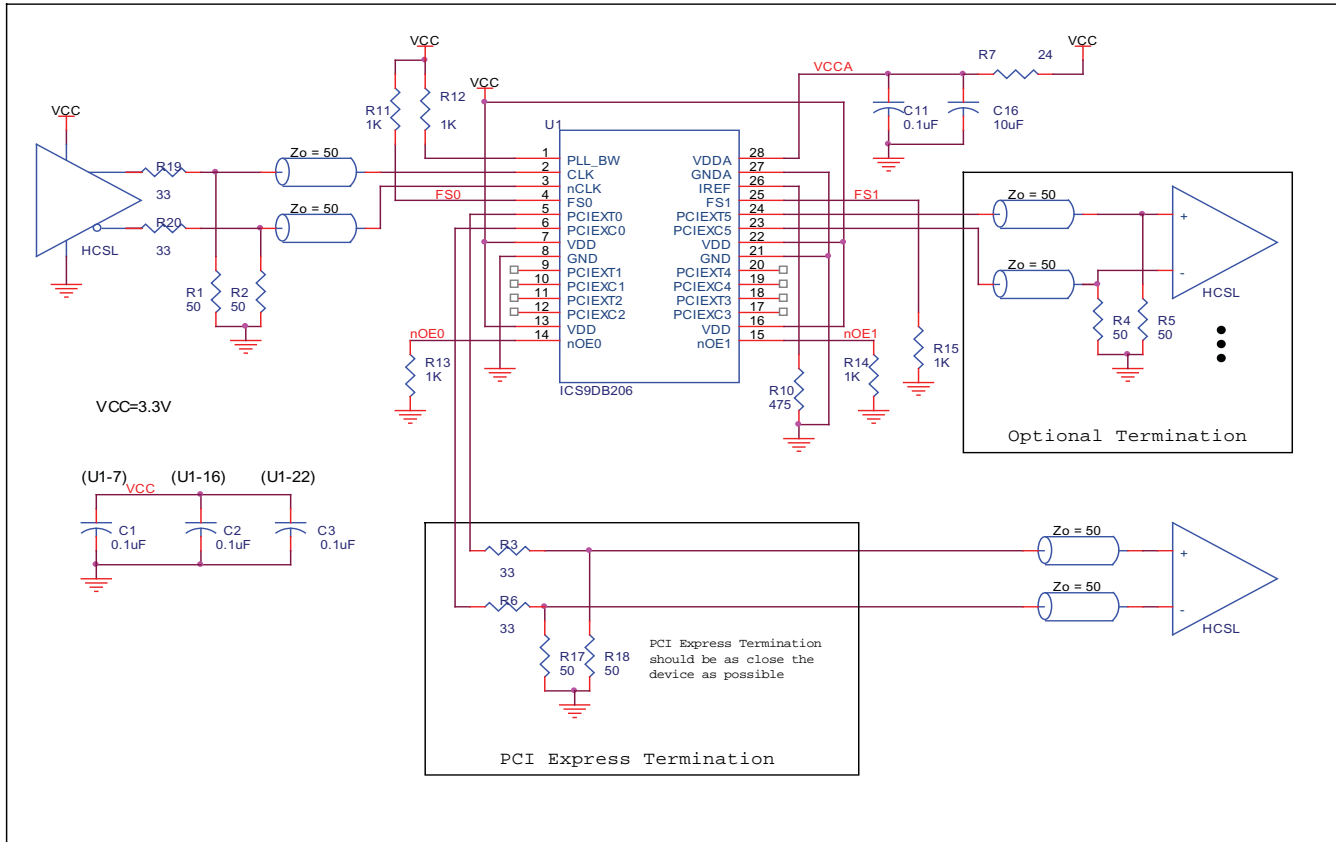 VCC
R19
33
R20
33
HCSL
Zo = 50
Zo = 50
R1
50
R2
50
VCC
R11
1K
R12
1K
VCC
FS0
U1
1
PLL_BW
2
CLK
3
nCLK
4
FS0
5
PCIEXT0
6
PCIEXC0
7
VDD
8
GND
9
PCIEXT1
10
PCIEXC1
11
PCIEXT2
12
PCIEXC2
13
VDD
14
nOE0
VDDA
28
GNDA
27
IREF
26
FS1
25
PCIEXT5
24
PCIEXC5
23
VDD
22
GND
21
PCIEXT4
20
PCIEXC4
19
PCIEXT3
18
PCIEXC3
17
VDD
16
nOE1
15
ICS9DB206
nOE0
R13
1K
VCCA
R7
24
VCC
C11
0.1uF
C16
10uF
FS1
nOE1
R10
475
R14
1K
R15
1K
Zo = 50
Zo = 50
+
-
HCSL
R4
50
R5
50
Optional Termination
VCC=3.3V
(U1-7)
(U1-16)
(U1-22)
VCC
C1
0.1uF
C2
0.1uF
C3
0.1uF
R3
33
R6
33
R17
50
R18
50
PCI Express Termination
should be as close the
device as possible
PCI Express Termination
Zo = 50
Zo = 50
+
-
HCSL